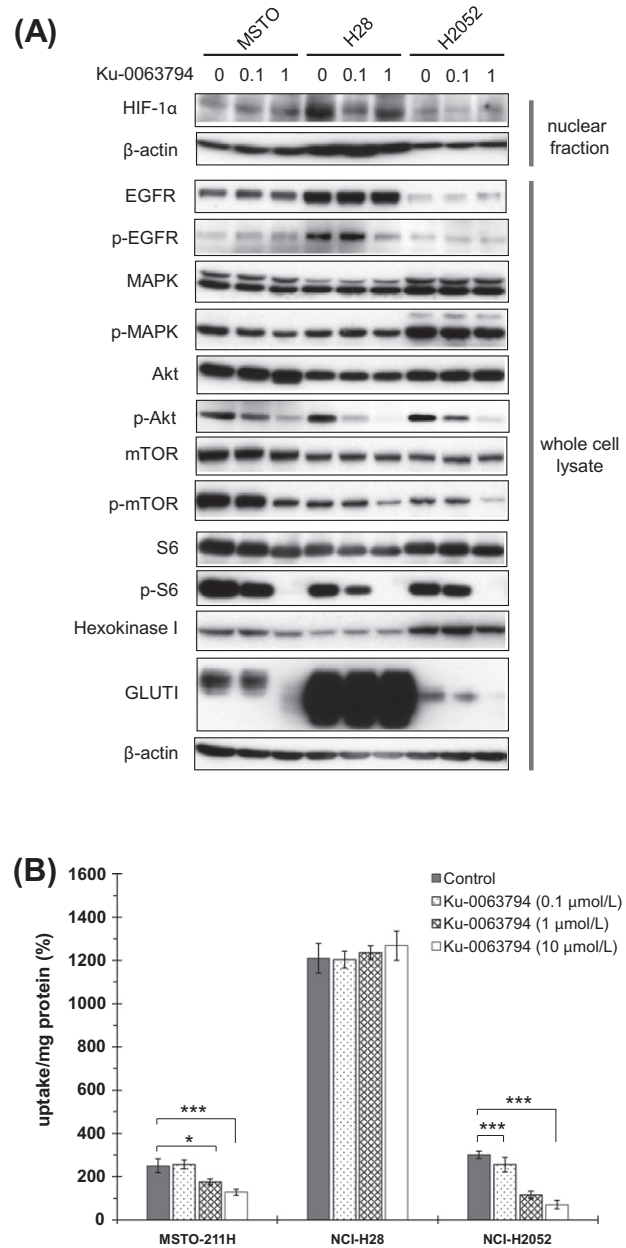 (A)
MSTO H28 H2052
Ku-0063794 0 0.1 1 0 0.1 1 0 0.1 1
HIF-1α
β-actin
nuclear
fraction
EGFR
p-EGFR
MAPK
p-MAPK
Akt
p-Akt
mTOR
p-mTOR
S6
p-S6
Hexokinase I
GLUTI
β-actin
whole cell
lysate
(B)
uptake/mg protein (%)
1600
1400
1200
1000
800
600
400
200
0
Control
Ku-0063794 (0.1 µmol/L)
Ku-0063794 (1 µmol/L)
Ku-0063794 (10 µmol/L)
***
*
***
***
MSTO-211H NCI-H28 NCI-H2052